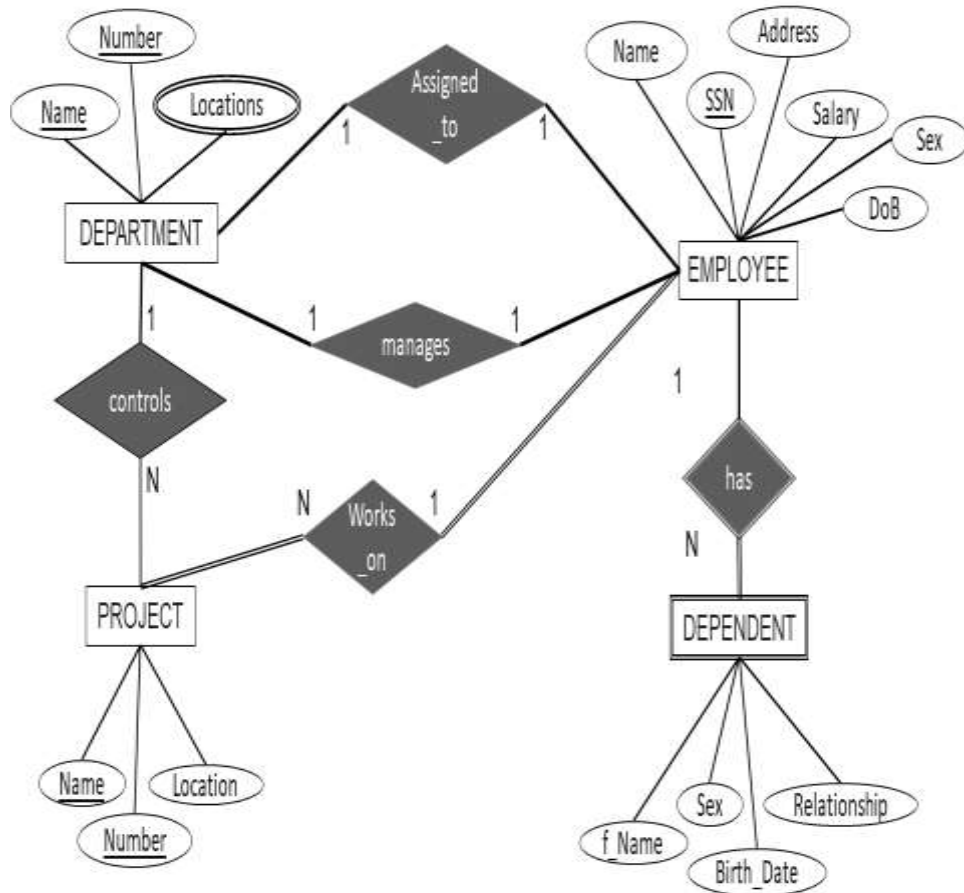 Number
Name
Locations
Assigned
_to
1
1
Name
Address
SSN
Salary
Sex
DoB
DEPARTMENT
EMPLOYEE
1
manages
1
1
controls
1
has
N
N
Works
_on
1
N
PROJECT
DEPENDENT
Name
Location
Number
Sex
Relationship
f_Name
Birth_Date